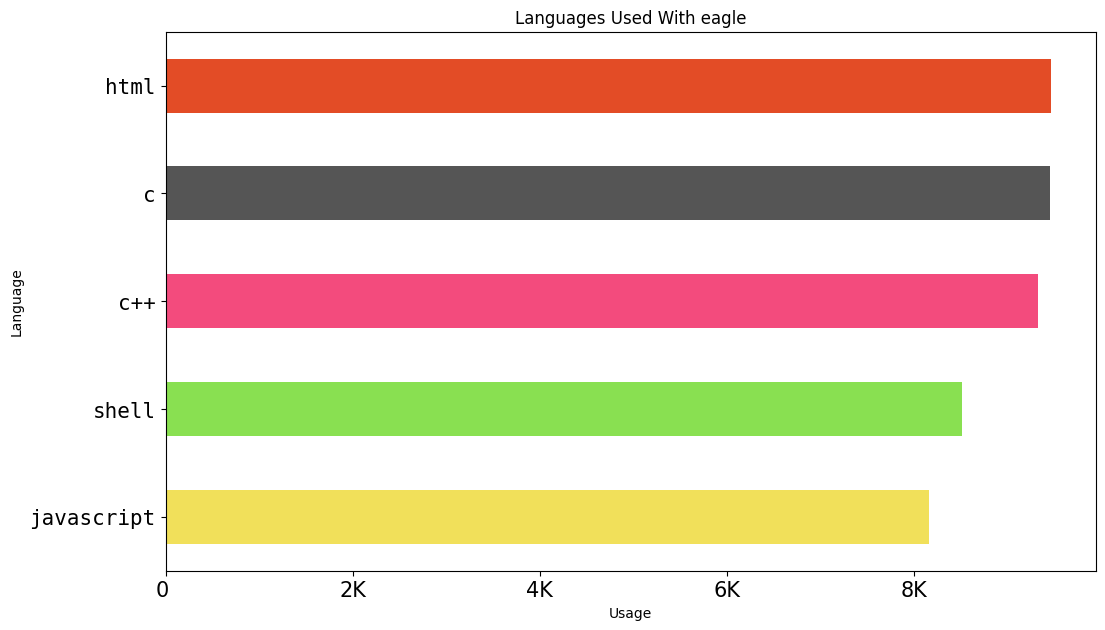 Languages Used With eagle
html
c
c++
shell
javascript
Language
0 2K 4K 6K 8K
Usage